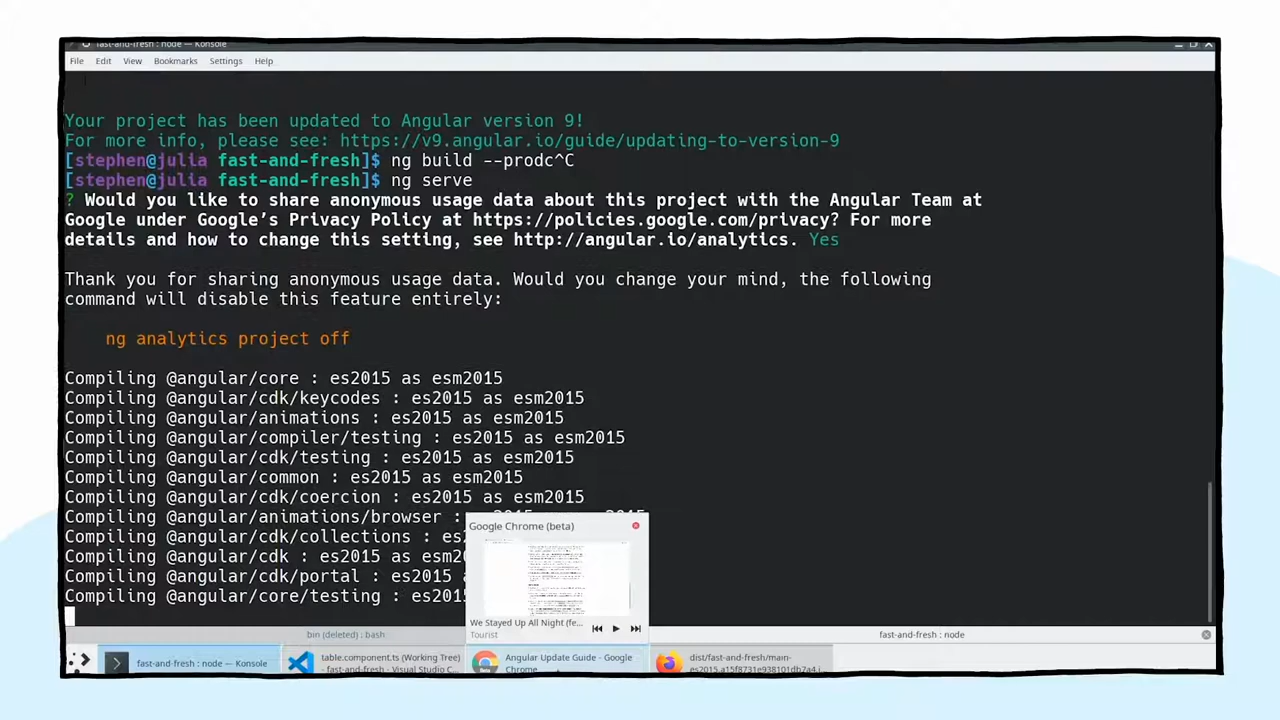 fast-and-fresh : node — Konsole
File Edit View Bookmarks Settings Help
Your project has been updated to Angular version 9!
For more info, please see: https://v9.angular.io/guide/updating-to-version-9
[stephen@julia fast-and-fresh]$ ng build --prodc^C
[stephen@julia fast-and-fresh]$ ng serve
? Would you like to share anonymous usage data about this project with the Angular Team at
Google under Google’s Privacy Policy at https://policies.google.com/privacy? For more
details and how to change this setting, see http://angular.io/analytics. Yes
Thank you for sharing anonymous usage data. Would you change your mind, the following
command will disable this feature entirely:
ng analytics project off
Compiling @angular/core : es2015 as esm2015
Compiling @angular/cdk/keycodes : es2015 as esm2015
Compiling @angular/animations : es2015 as esm2015
Compiling @angular/compiler/testing : es2015 as esm2015
Compiling @angular/cdk/testing : es2015 as esm2015
Compiling @angular/common : es2015 as esm2015
Compiling @angular/cdk/coercion : es2015 as esm2015
Compiling @angular/animations/browser :
Compiling @angular/cdk/collections : es
Compiling es2015 as esm2
Compiling es2015
Compiling @angular/core/testing : es201
Google Chrome (beta)
We Stayed Up All Night (fe...
Tourist
bin (deleted) : bash
fast-and-fresh : node
fast-and-fresh : node — Konsole
table.component.ts (Working Tree)
- fast-and-fresh - Visual Studio C...
Angular Update Guide - Google
Chrome
dist/fast-and-fresh/main-
es2015.a15f8731e938101db7a4.j...